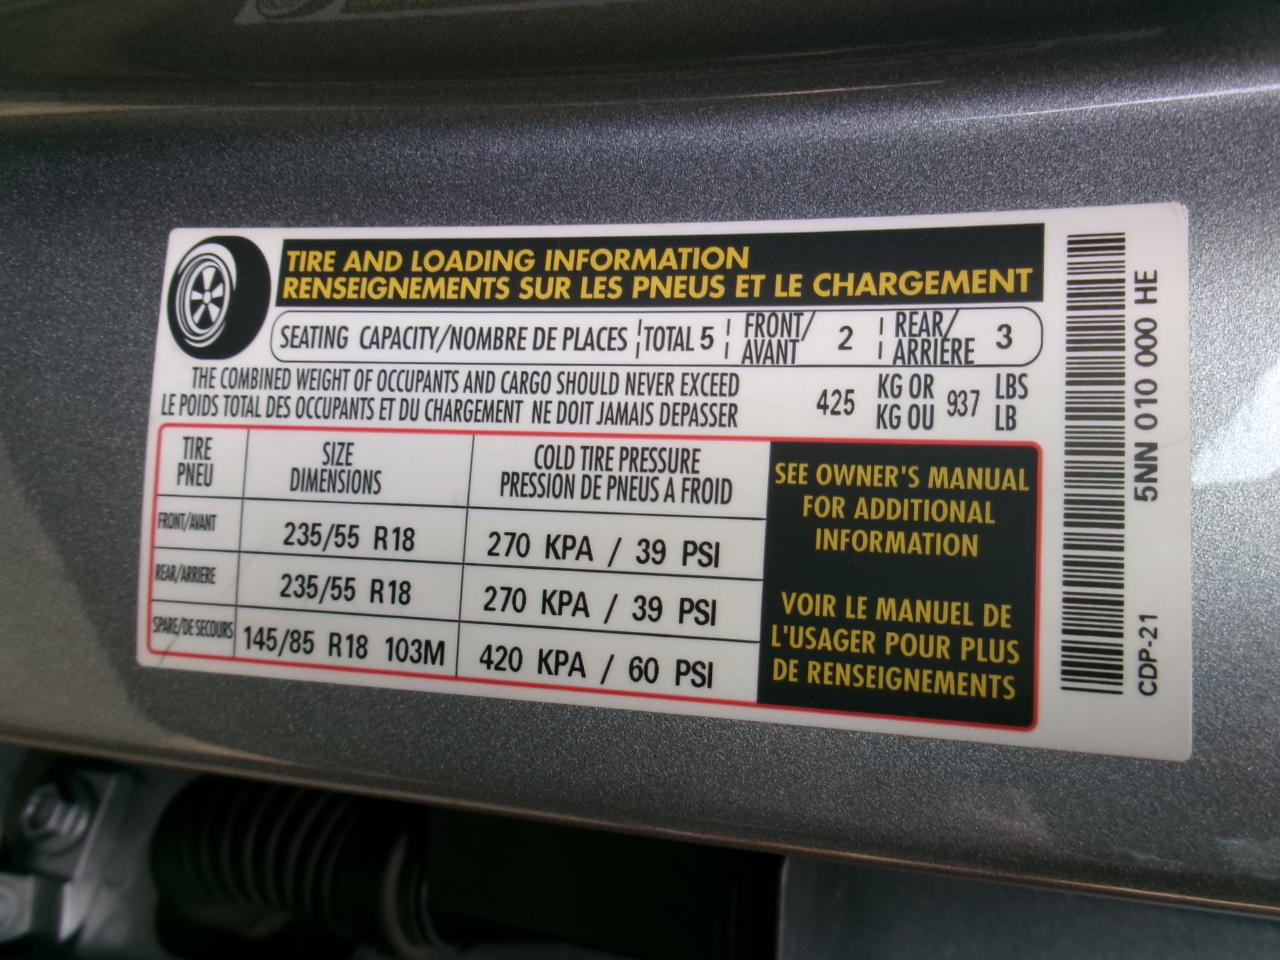 TIRE AND LOADING INFORMATION
RENSEIGNEMENTS SUR LES PNEUS ET LE CHARGEMENT
SEATING CAPACITY/NOMBRE DE PLACES TOTAL 5 FRONT/AVANT 2 REAR/ARRIÈRE 3
THE COMBINED WEIGHT OF OCCUPANTS AND CARGO SHOULD NEVER EXCEED 425 KG OR 937 LBS
LE POIDS TOTAL DES OCCUPANTS ET DU CHARGEMENT NE DOIT JAMAIS DEPASSER KG OU LB
TIRE SIZE COLD TIRE PRESSURE
PNEU DIMENSIONS PRESSION DE PNEUS A FROID
FRONT/AVANT 235/55 R18 270 KPA / 39 PSI
REAR/ARRIERE 235/55 R18 270 KPA / 39 PSI
SPARE/DE SECOURS 145/85 R18 103M 420 KPA / 60 PSI
SEE OWNER'S MANUAL
FOR ADDITIONAL
INFORMATION
VOIR LE MANUEL DE
L'USAGER POUR PLUS
DE RENSEIGNEMENTS
5NN 010 000 HE
CDP-21